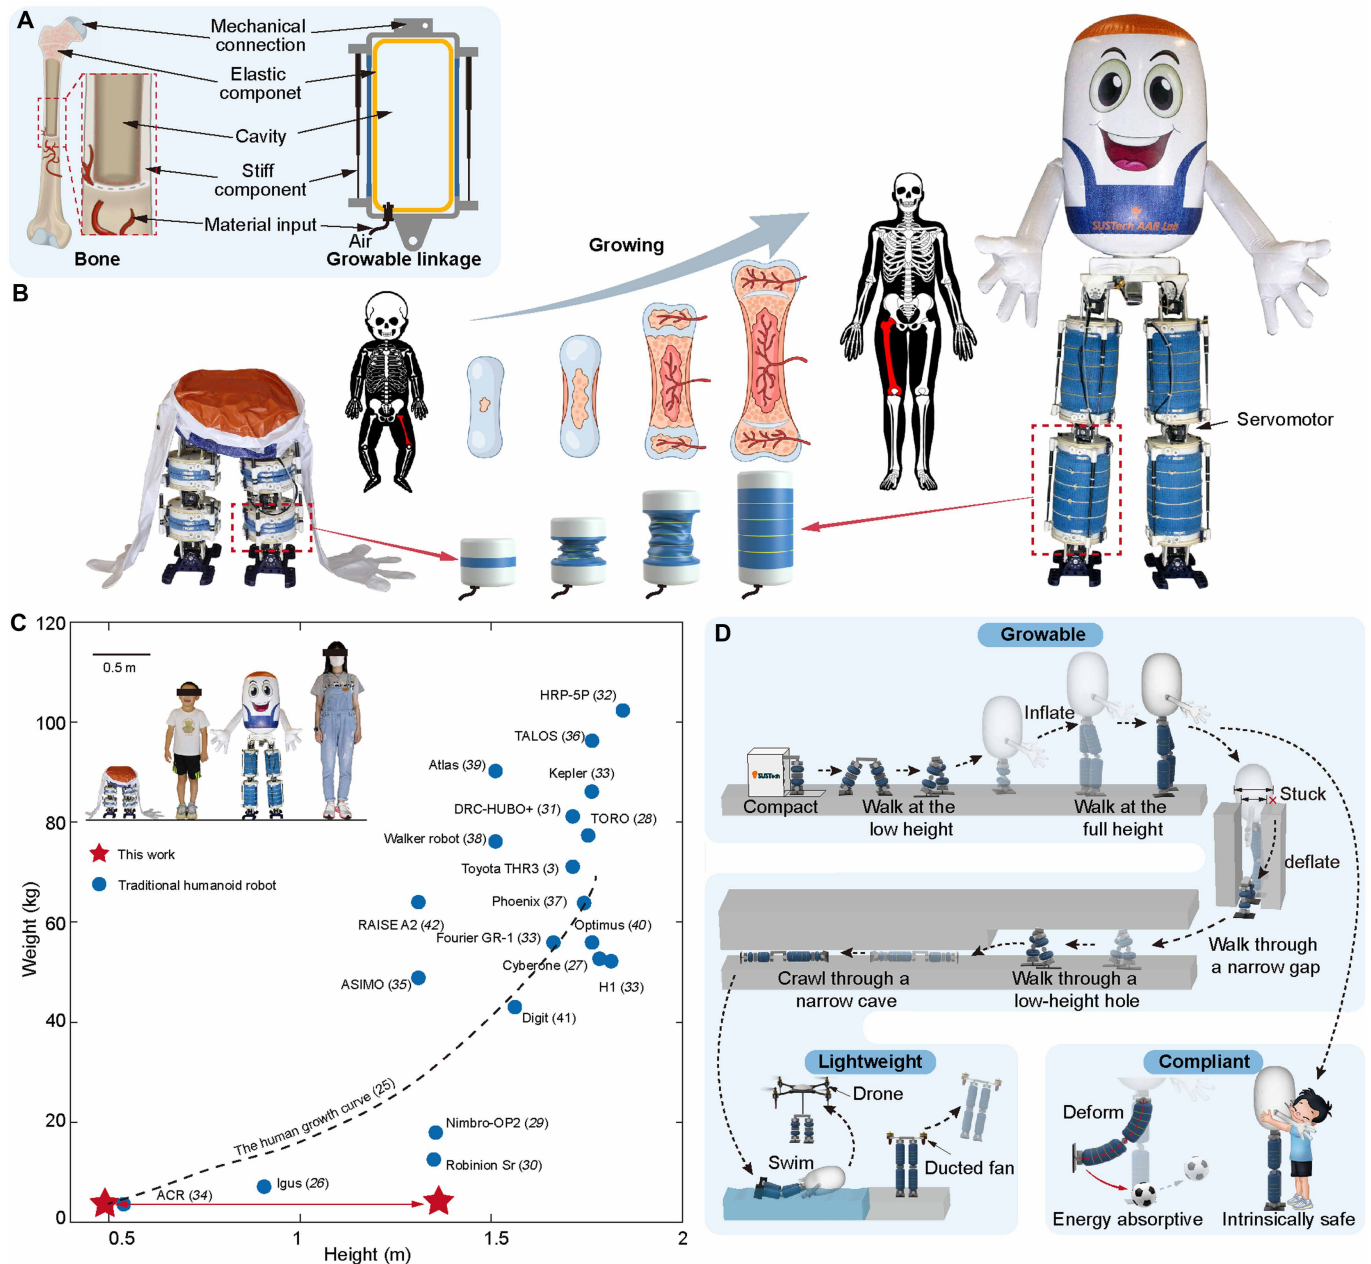 A
Mechanical
connection
Elastic
componet
Cavity
Stiff
component
Material input
Air
Bone
Growable linkage
B
Growing
SUSTech AAR Lab
Servomotor
C
120
100
80
60
40
20
0
Weight (kg)
0.5
1
1.5
2
Height (m)
0.5 m
This work
Traditional humanoid robot
HRP-5P (32)
TALOS (36)
Atlas (39)
Kepler (33)
DRC-HUBO+ (31)
TORO (28)
Walker robot (38)
Toyota THR3 (3)
Phoenix (37)
RAISE A2 (42)
Optimus (40)
Fourier GR-1 (33)
Cyberone (27)
ASIMO (35)
H1 (33)
Digit (41)
The human growth curve (25)
Nimbro-OP2 (29)
Robinion Sr (30)
Igus (26)
ACR (34)
D
Growable
Inflate
SUSTech
Compact
Walk at the
low height
Walk at the
full height
Stuck
deflate
Walk through
a narrow gap
Crawl through a
narrow cave
Walk through a
low-height hole
Lightweight
Drone
Swim
Ducted fan
Compliant
Deform
Energy absorptive
Intrinsically safe